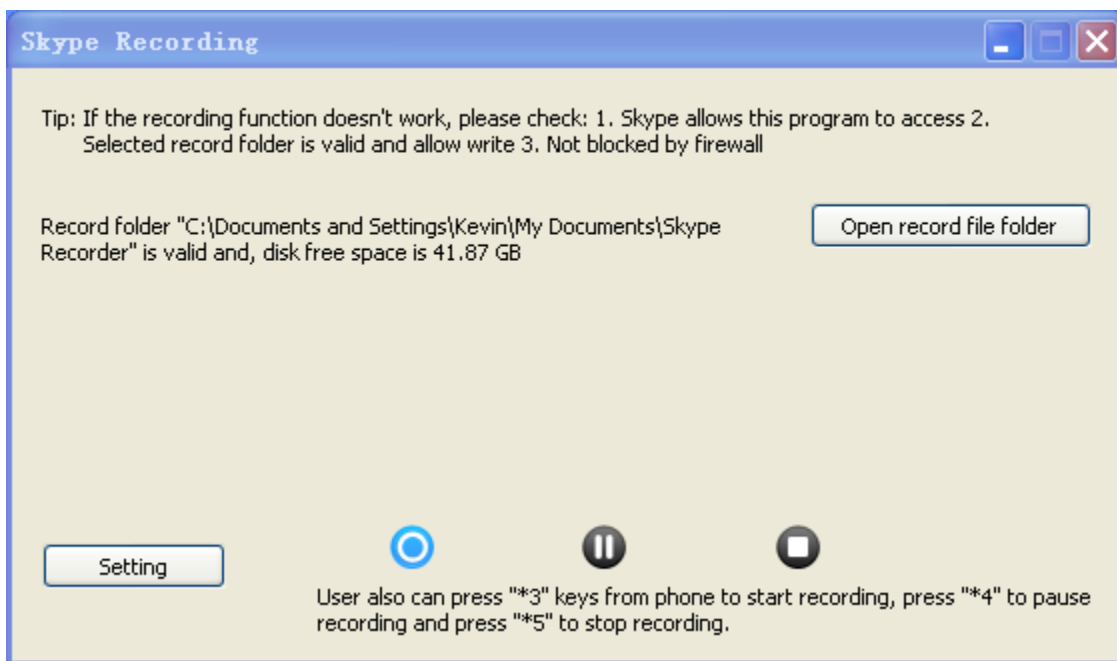 Skype Recording
Tip: If the recording function doesn't work, please check: 1. Skype allows this program to access 2.
Selected record folder is valid and allow write 3. Not blocked by firewall
Record folder "C:\Documents and Settings\Kevin\My Documents\Skype
Recorder" is valid and, disk free space is 41.87 GB
Open record file folder
Setting
User also can press "*3" keys from phone to start recording, press "*4" to pause
recording and press "*5" to stop recording.